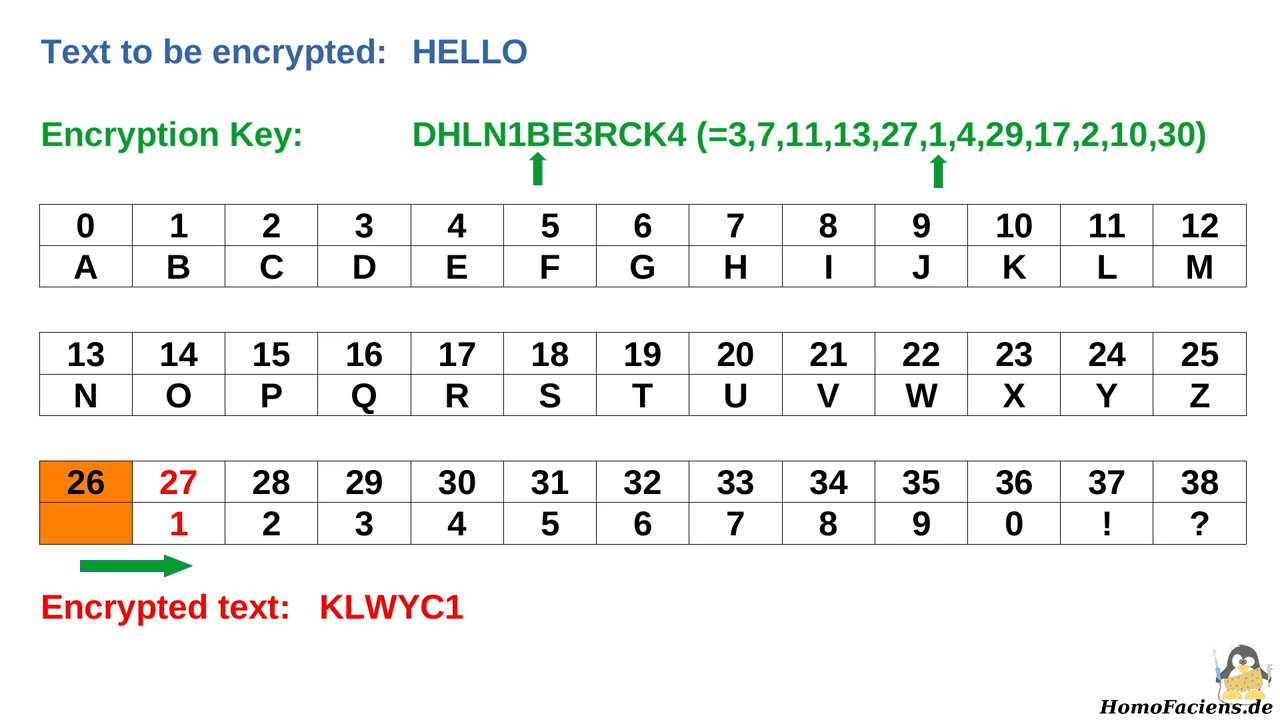 Text to be encrypted: HELLO
Encryption Key: DHLN1BE3RCK4 (=3,7,11,13,27,1,4,29,17,2,10,30)
0 1 2 3 4 5 6 7 8 9 10 11 12
A B C D E F G H I J K L M
13 14 15 16 17 18 19 20 21 22 23 24 25
N O P Q R S T U V W X Y Z
26 27 28 29 30 31 32 33 34 35 36 37 38
1 2 3 4 5 6 7 8 9 0 ! ?
Encrypted text: KLWYC1
HomoFaciens.de